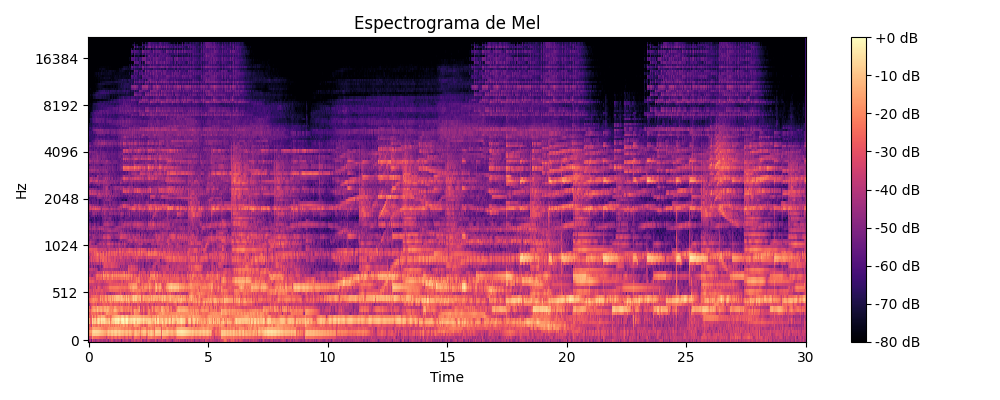 Espectrograma de Mel
Hz
16384
8192
4096
2048
1024
512
0
0 5 10 15 20 25 30
Time
+0 dB
-10 dB
-20 dB
-30 dB
-40 dB
-50 dB
-60 dB
-70 dB
-80 dB